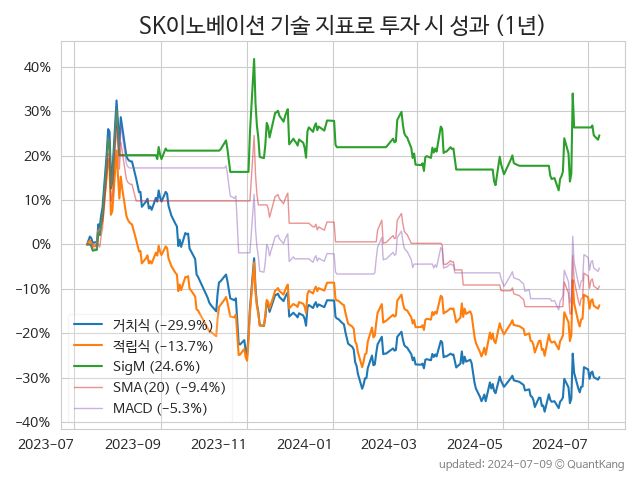 SK이노베이션 기술 지표로 투자 시 성과 (1년)
40%
30%
20%
10%
0%
−10%
−20%
−30%
−40%
거치식 (−29.9%)
적립식 (−13.7%)
SigM (24.6%)
SMA(20) (−9.4%)
MACD (−5.3%)
2023-07
2023-09
2023-11
2024-01
2024-03
2024-05
2024-07
updated: 2024-07-09 © QuantKang